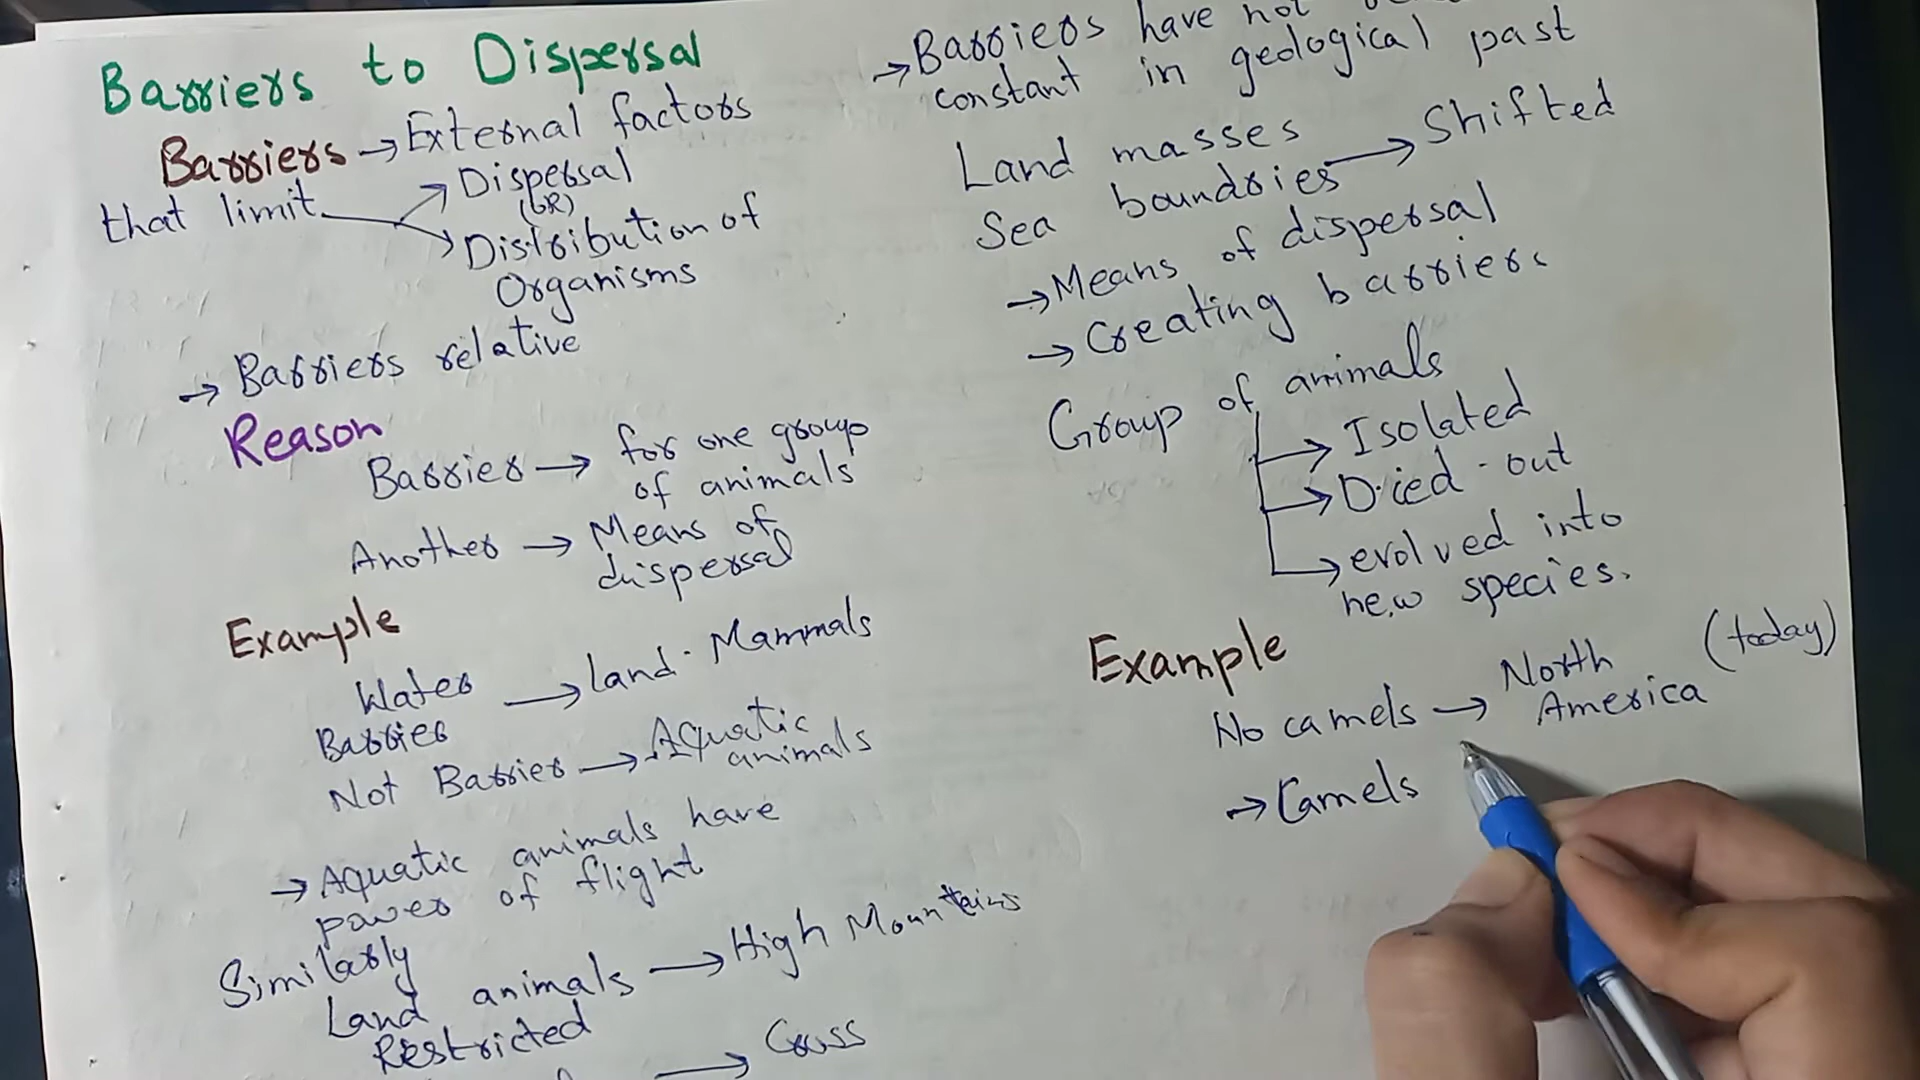 Barriers to Dispersal
Barriers → External factors
that limit → Dispersal
(OR)
→ Distribution of
Organisms
→ Barriers relative
Reason
Barrier → for one group
of animals
Another → Means of
dispersal
Example
Water
Barrier → land-Mammals
Not Barrier → Aquatic
animals
→ Aquatic animals have
power of flight
Similarly
Land animals → High Mountains
Restricted
→ Cross
→ Barriers have not
constant in geological past
Land masses
Sea boundries → Shifted
→ Means of dispersal
→ Creating barriers
Group of animals
→ Isolated
→ Died-out
→ evolved into
new species.
Example
No camels → North
America (today)
→ Camels